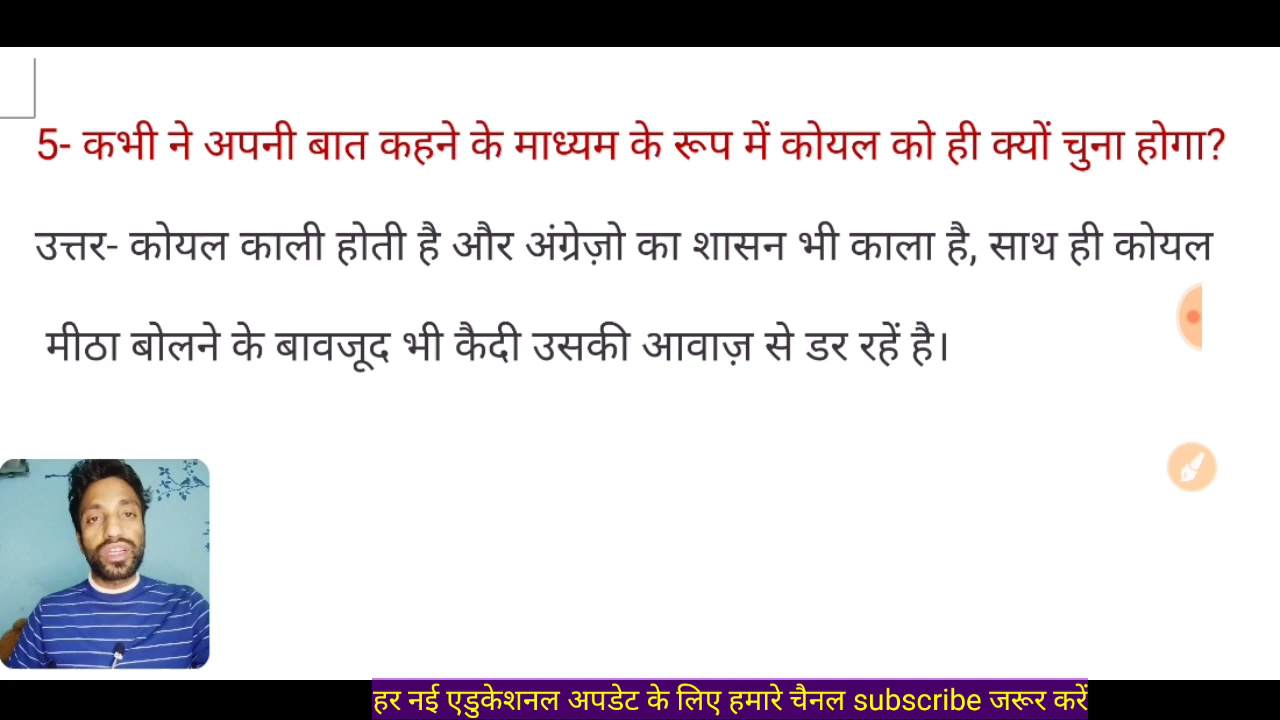 5- कभी ने अपनी बात कहने के माध्यम के रूप में कोयल को ही क्यों चुना होगा?
उत्तर- कोयल काली होती है और अंग्रेज़ो का शासन भी काला है, साथ ही कोयल
मीठा बोलने के बावजूद भी कैदी उसकी आवाज़ से डर रहें है।
हर नई एडुकेशनल अपडेट के लिए हमारे चैनल subscribe जरूर करें